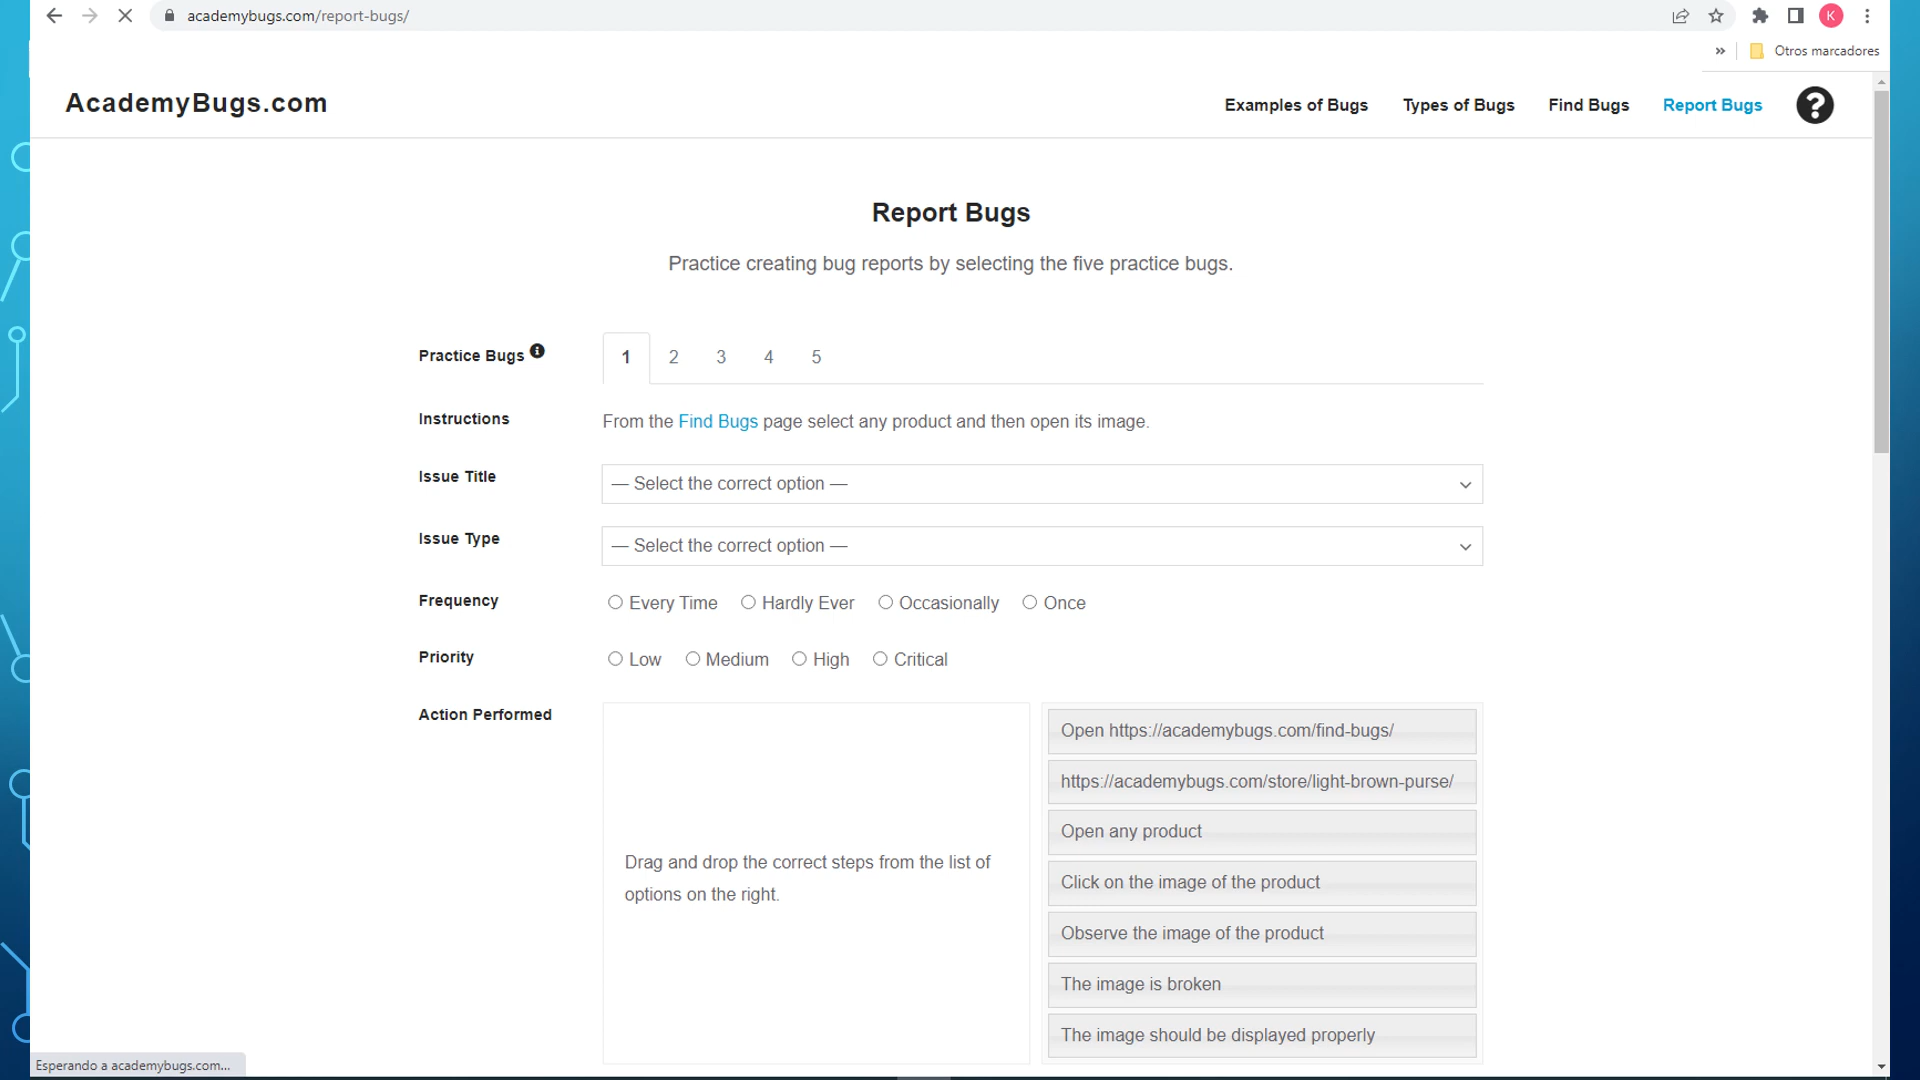 academybugs.com/report-bugs/
K
» Otros marcadores
AcademyBugs.com
Examples of Bugs Types of Bugs Find Bugs Report Bugs ?
Report Bugs
Practice creating bug reports by selecting the five practice bugs.
Practice Bugs i 1 2 3 4 5
Instructions From the Find Bugs page select any product and then open its image.
Issue Title — Select the correct option —
Issue Type — Select the correct option —
Frequency Every Time Hardly Ever Occasionally Once
Priority Low Medium High Critical
Action Performed
Drag and drop the correct steps from the list of
options on the right.
Open https://academybugs.com/find-bugs/
https://academybugs.com/store/light-brown-purse/
Open any product
Click on the image of the product
Observe the image of the product
The image is broken
The image should be displayed properly
Esperando a academybugs.com...